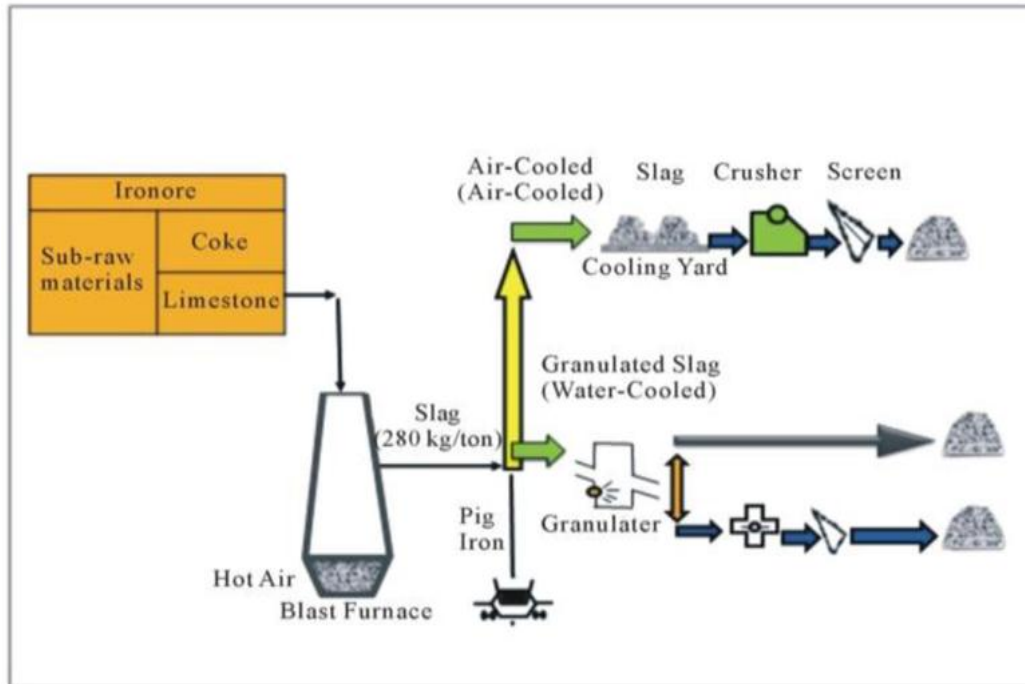 Ironore
Sub-raw
materials
Coke
Limestone
Air-Cooled
(Air-Cooled)
Slag
Crusher
Screen
Cooling Yard
Granulated Slag
(Water-Cooled)
Slag
(280 kg/ton)
Granulater
Pig
Iron
Hot Air
Blast Furnace